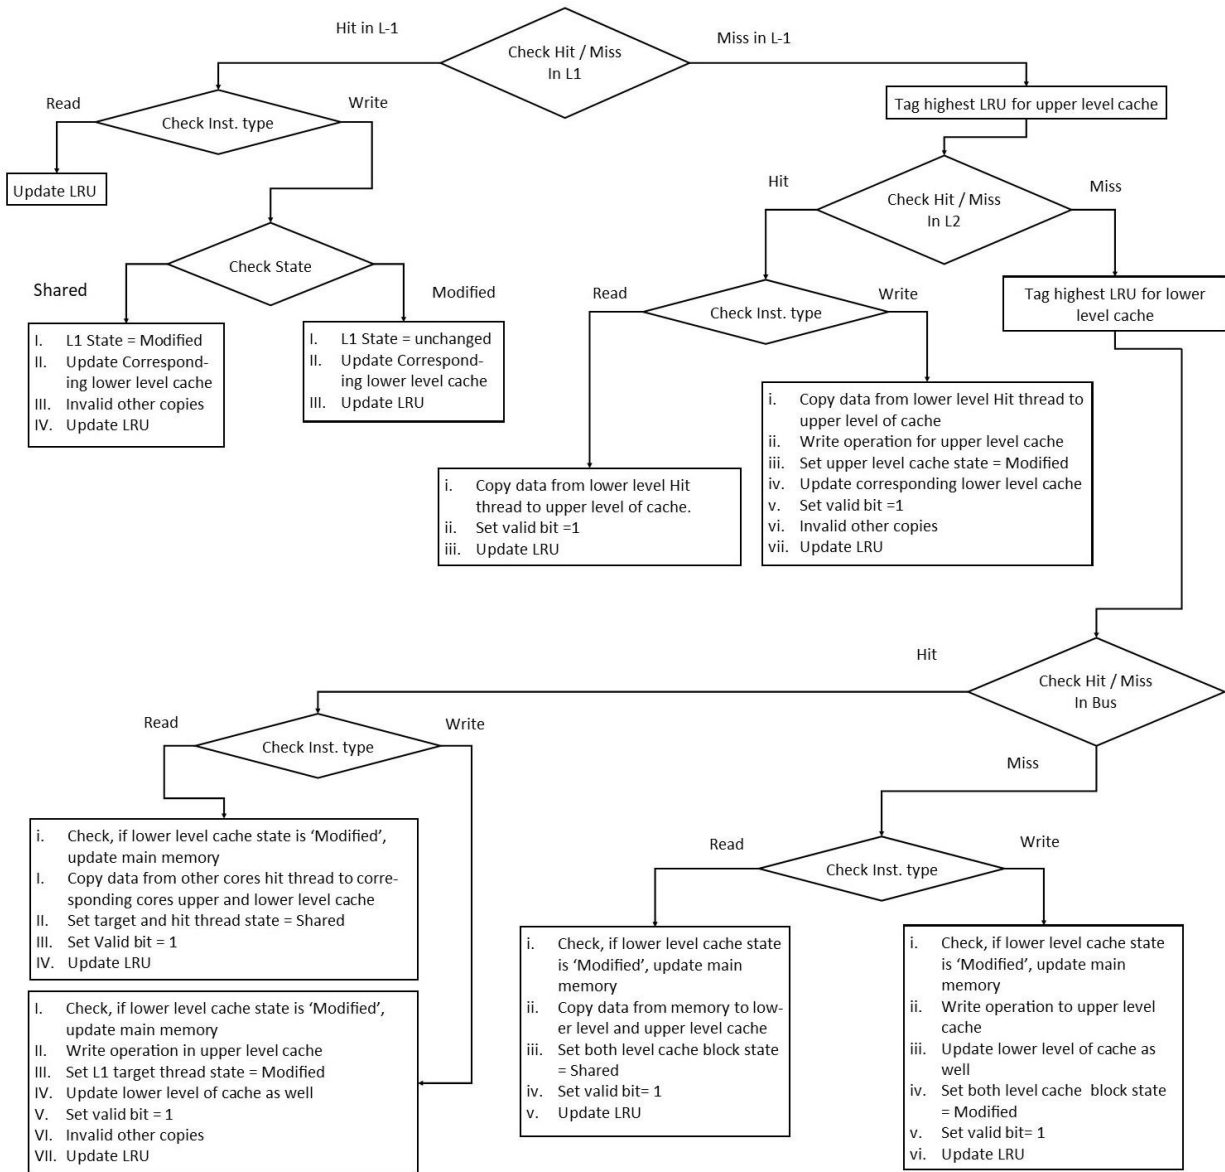 Hit in L-1
Check Hit / Miss
In L1
Miss in L-1
Read
Check Inst. type
Write
Update LRU
Check State
Shared
Modified
I. L1 State = Modified
II. Update Correspond-
ing lower level cache
III. Invalid other copies
IV. Update LRU
I. L1 State = unchanged
II. Update Correspond-
ing lower level cache
III. Update LRU
Tag highest LRU for upper level cache
Hit
Check Hit / Miss
In L2
Miss
Read
Check Inst. type
Write
Tag highest LRU for lower
level cache
i. Copy data from lower level Hit
thread to upper level of cache.
ii. Set valid bit =1
iii. Update LRU
i. Copy data from lower level Hit thread to
upper level of cache
ii. Write operation for upper level cache
iii. Set upper level cache state = Modified
iv. Update corresponding lower level cache
v. Set valid bit =1
vi. Invalid other copies
vii. Update LRU
Hit
Check Hit / Miss
In Bus
Miss
Read
Check Inst. type
Write
i. Check, if lower level cache state is ‘Modified’,
update main memory
I. Copy data from other cores hit thread to corre-
sponding cores upper and lower level cache
II. Set target and hit thread state = Shared
III. Set Valid bit = 1
IV. Update LRU
I. Check, if lower level cache state is ‘Modified’,
update main memory
II. Write operation in upper level cache
III. Set L1 target thread state = Modified
IV. Update lower level of cache as well
V. Set valid bit = 1
VI. Invalid other copies
VII. Update LRU
Read
Check Inst. type
Write
i. Check, if lower level cache state
is ‘Modified’, update main
memory
ii. Copy data from memory to low-
er level and upper level cache
iii. Set both level cache block state
= Shared
iv. Set valid bit= 1
v. Update LRU
i. Check, if lower level cache state
is ‘Modified’, update main
memory
ii. Write operation to upper level
cache
iii. Update lower level of cache as
well
iv. Set both level cache block state
= Modified
v. Set valid bit= 1
vi. Update LRU